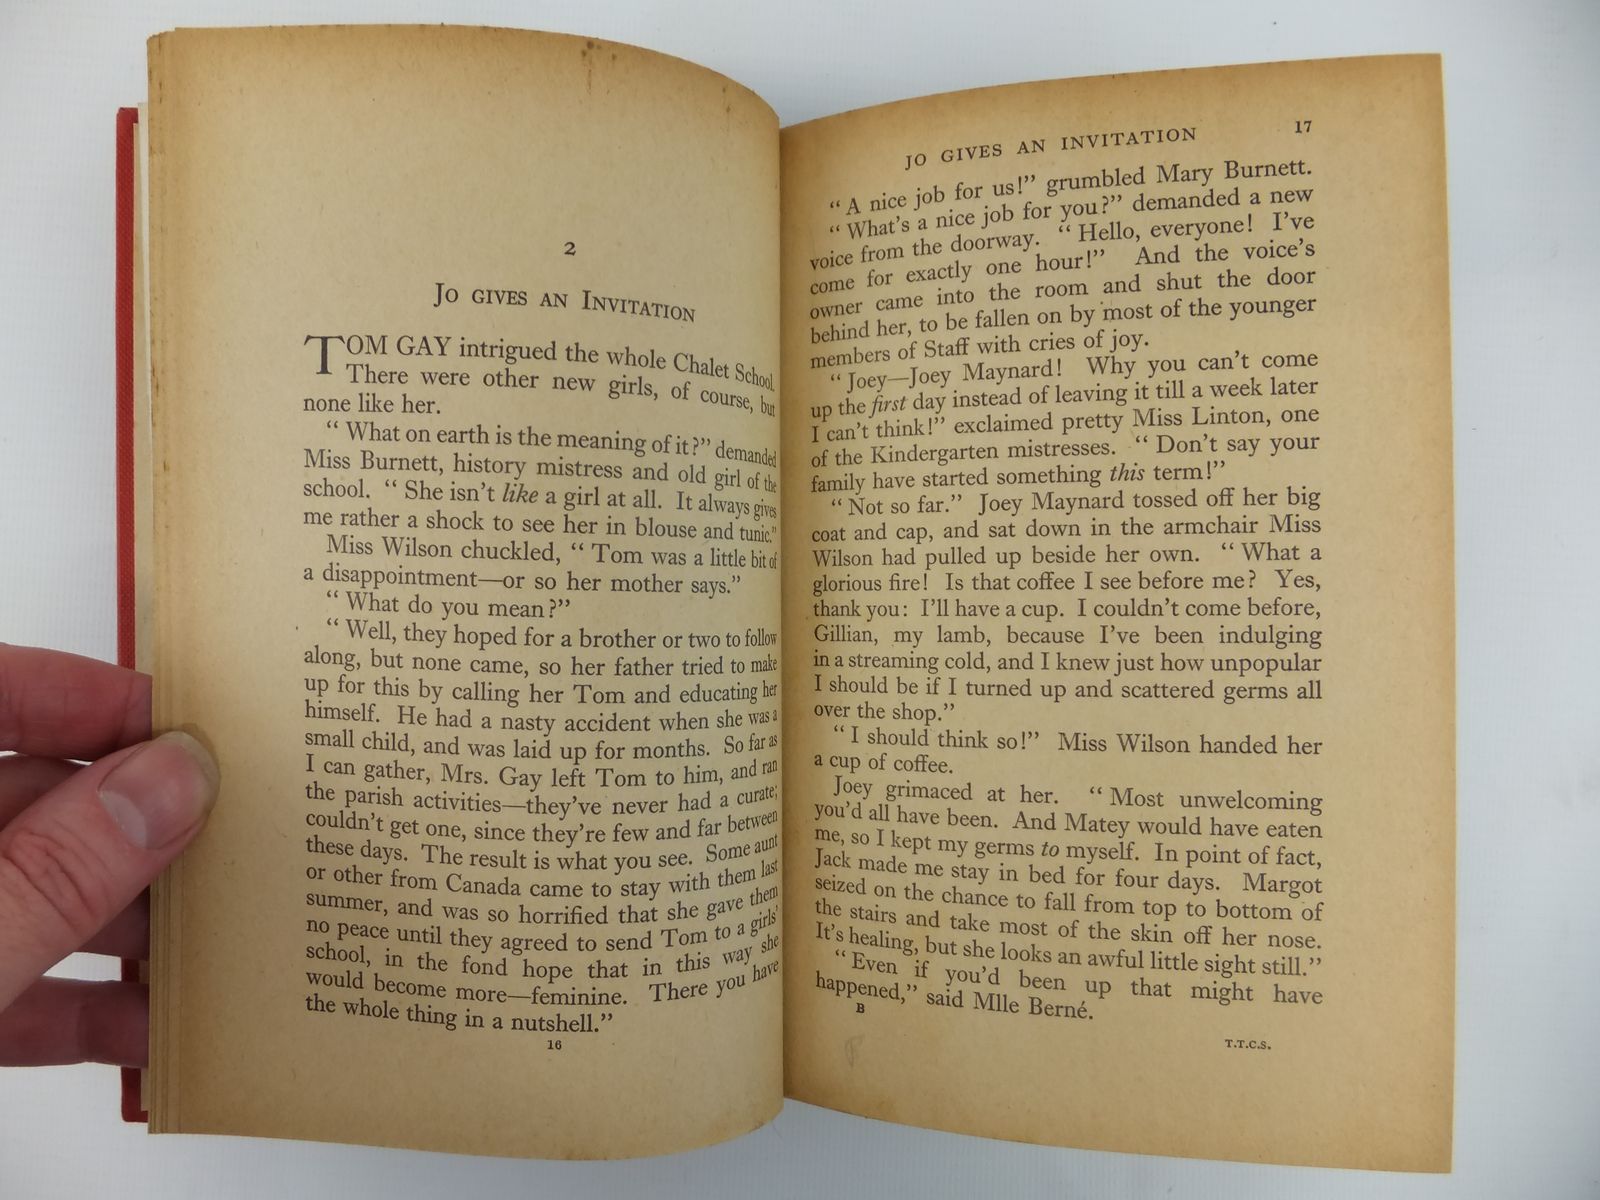 2
Jo gives an Invitation
TOM GAY intrigued the whole Chalet School.
There were other new girls, of course, but
none like her.
“ What on earth is the meaning of it?” demanded
Miss Burnett, history mistress and old girl of the
school. “ She isn’t like a girl at all. It always gives
me rather a shock to see her in blouse and tunic.”
Miss Wilson chuckled, “ Tom was a little bit of
a disappointment—or so her mother says.”
“ What do you mean?”
“ Well, they hoped for a brother or two to follow
along, but none came, so her father tried to make
up for this by calling her Tom and educating her
himself. He had a nasty accident when she was a
small child, and was laid up for months. So far as
I can gather, Mrs. Gay left Tom to him, and ran
the parish activities—they’ve never had a curate;
couldn’t get one, since they’re few and far between
these days. The result is what you see. Some aunt
or other from Canada came to stay with them last
summer, and was so horrified that she gave them
no peace until they agreed to send Tom to a girls’
school, in the fond hope that in this way she
would become more—feminine. There you have
the whole thing in a nutshell.”
16
JO GIVES AN INVITATION 17
“ A nice job for us!” grumbled Mary Burnett.
“ What’s a nice job for you?” demanded a new
voice from the doorway. “ Hello, everyone! I’ve
come for exactly one hour!” And the voice’s
owner came into the room and shut the door
behind her, to be fallen on by most of the younger
members of Staff with cries of joy.
“ Joey—Joey Maynard! Why you can’t come
up the first day instead of leaving it till a week later
I can’t think!” exclaimed pretty Miss Linton, one
of the Kindergarten mistresses. “ Don’t say your
family have started something this term!”
“ Not so far.” Joey Maynard tossed off her big
coat and cap, and sat down in the armchair Miss
Wilson had pulled up beside her own. “ What a
glorious fire! Is that coffee I see before me? Yes,
thank you: I’ll have a cup. I couldn’t come before,
Gillian, my lamb, because I’ve been indulging
in a streaming cold, and I knew just how unpopular
I should be if I turned up and scattered germs all
over the shop.”
“ I should think so!” Miss Wilson handed her
a cup of coffee.
Joey grimaced at her. “ Most unwelcoming
you’d all have been. And Matey would have eaten
me, so I kept my germs to myself. In point of fact,
Jack made me stay in bed for four days. Margot
seized on the chance to fall from top to bottom of
the stairs and take most of the skin off her nose.
It’s healing, but she looks an awful little sight still.”
“ Even if you’d been up that might have
happened,” said Mlle Berné.
B T.T.C.S.